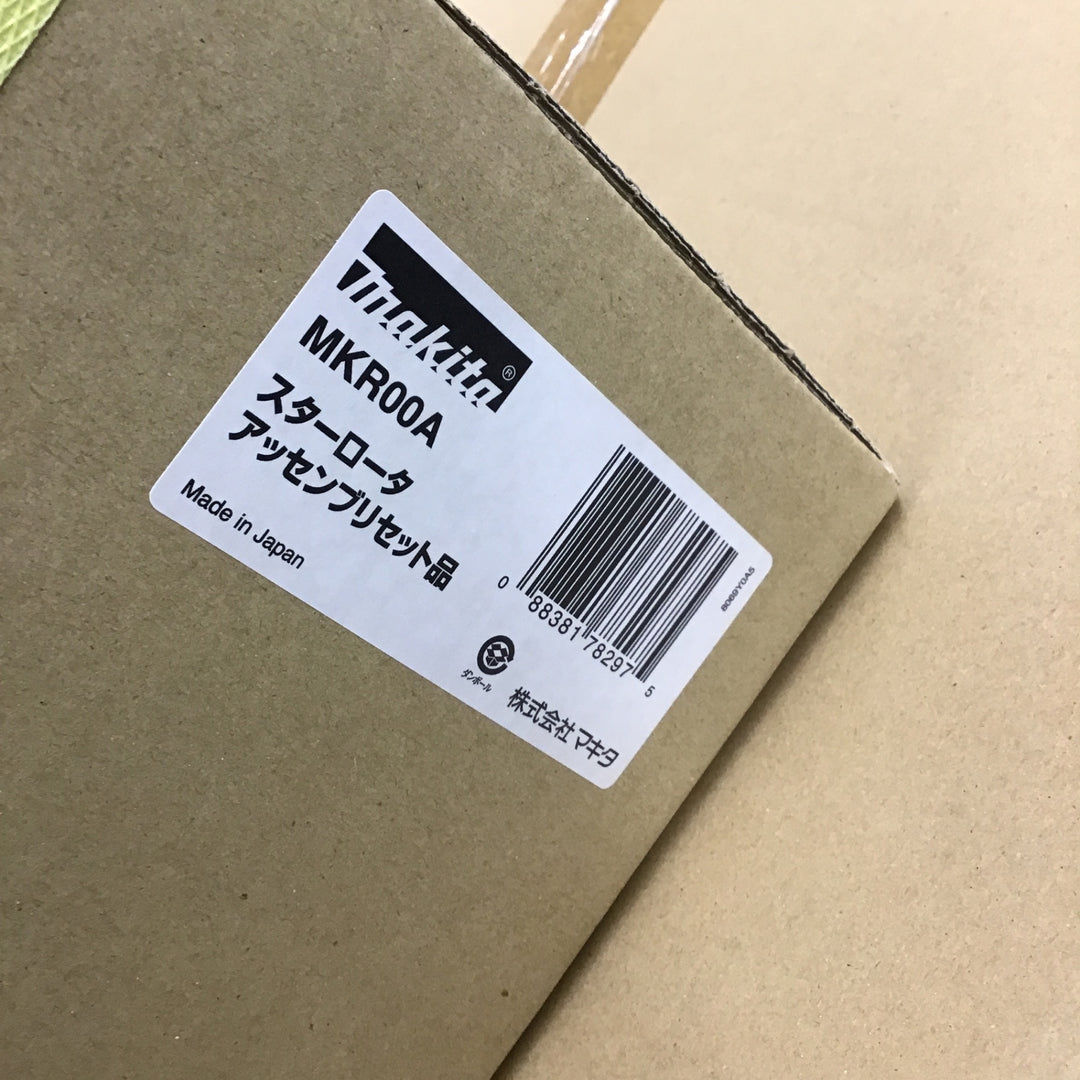 makita®
MKR00A
スターロータ
アッセンブリセット品
Made in Japan
0 88381 78297 5
8069Y0A5
ダンボール
株式会社マキタ